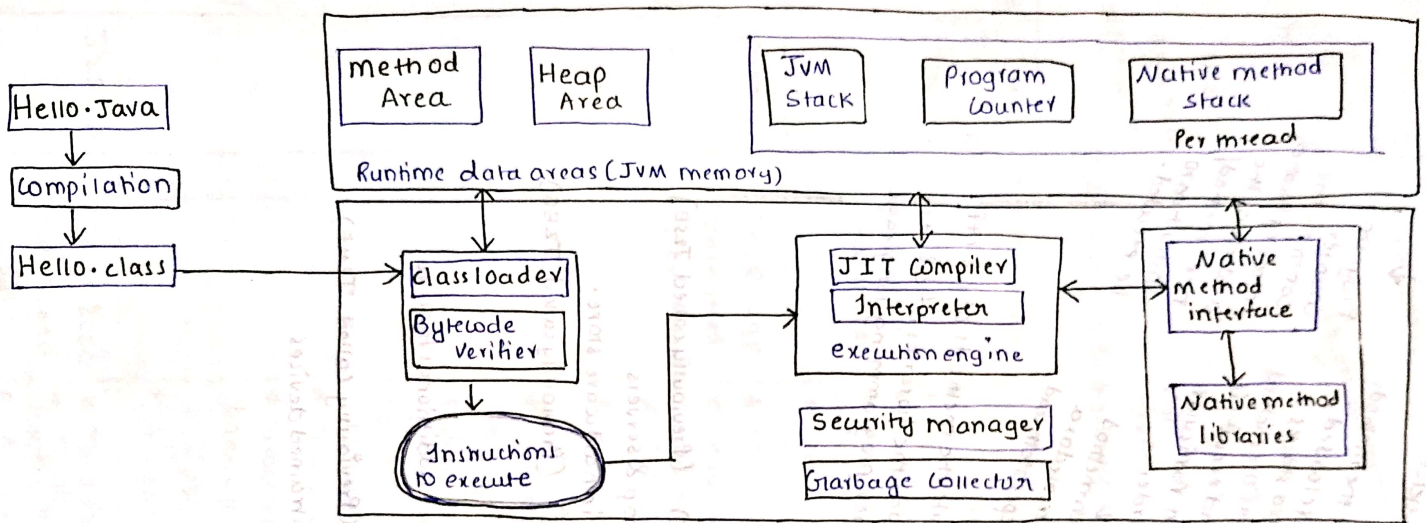 Hello.Java
compilation
Hello.class
method
Area
Heap
Area
JVM
Stack
Program
Counter
Native method
stack
Per thread
Runtime data areas (JVM memory)
classloader
Bytecode
verifier
Instructions
to execute
JIT Compiler
Interpreter
execution engine
Security manager
Garbage Collector
Native
method
interface
Native method
libraries